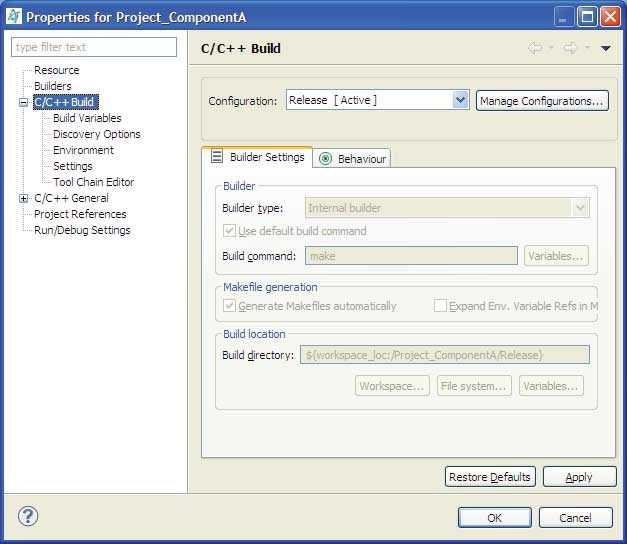 Properties for Project_ComponentA
type filter text
C/C++ Build
Resource
Builders
C/C++ Build
Build Variables
Discovery Options
Environment
Settings
Tool Chain Editor
C/C++ General
Project References
Run/Debug Settings
Configuration: Release [ Active ] Manage Configurations...
Builder Settings Behaviour
Builder
Builder type: Internal builder
Use default build command
Build command: make Variables...
Makefile generation
Generate Makefiles automatically Expand Env. Variable Refs in M
Build location
Build directory: ${workspace_loc:/Project_ComponentA/Release}
Workspace... File system... Variables...
Restore Defaults Apply
? OK Cancel